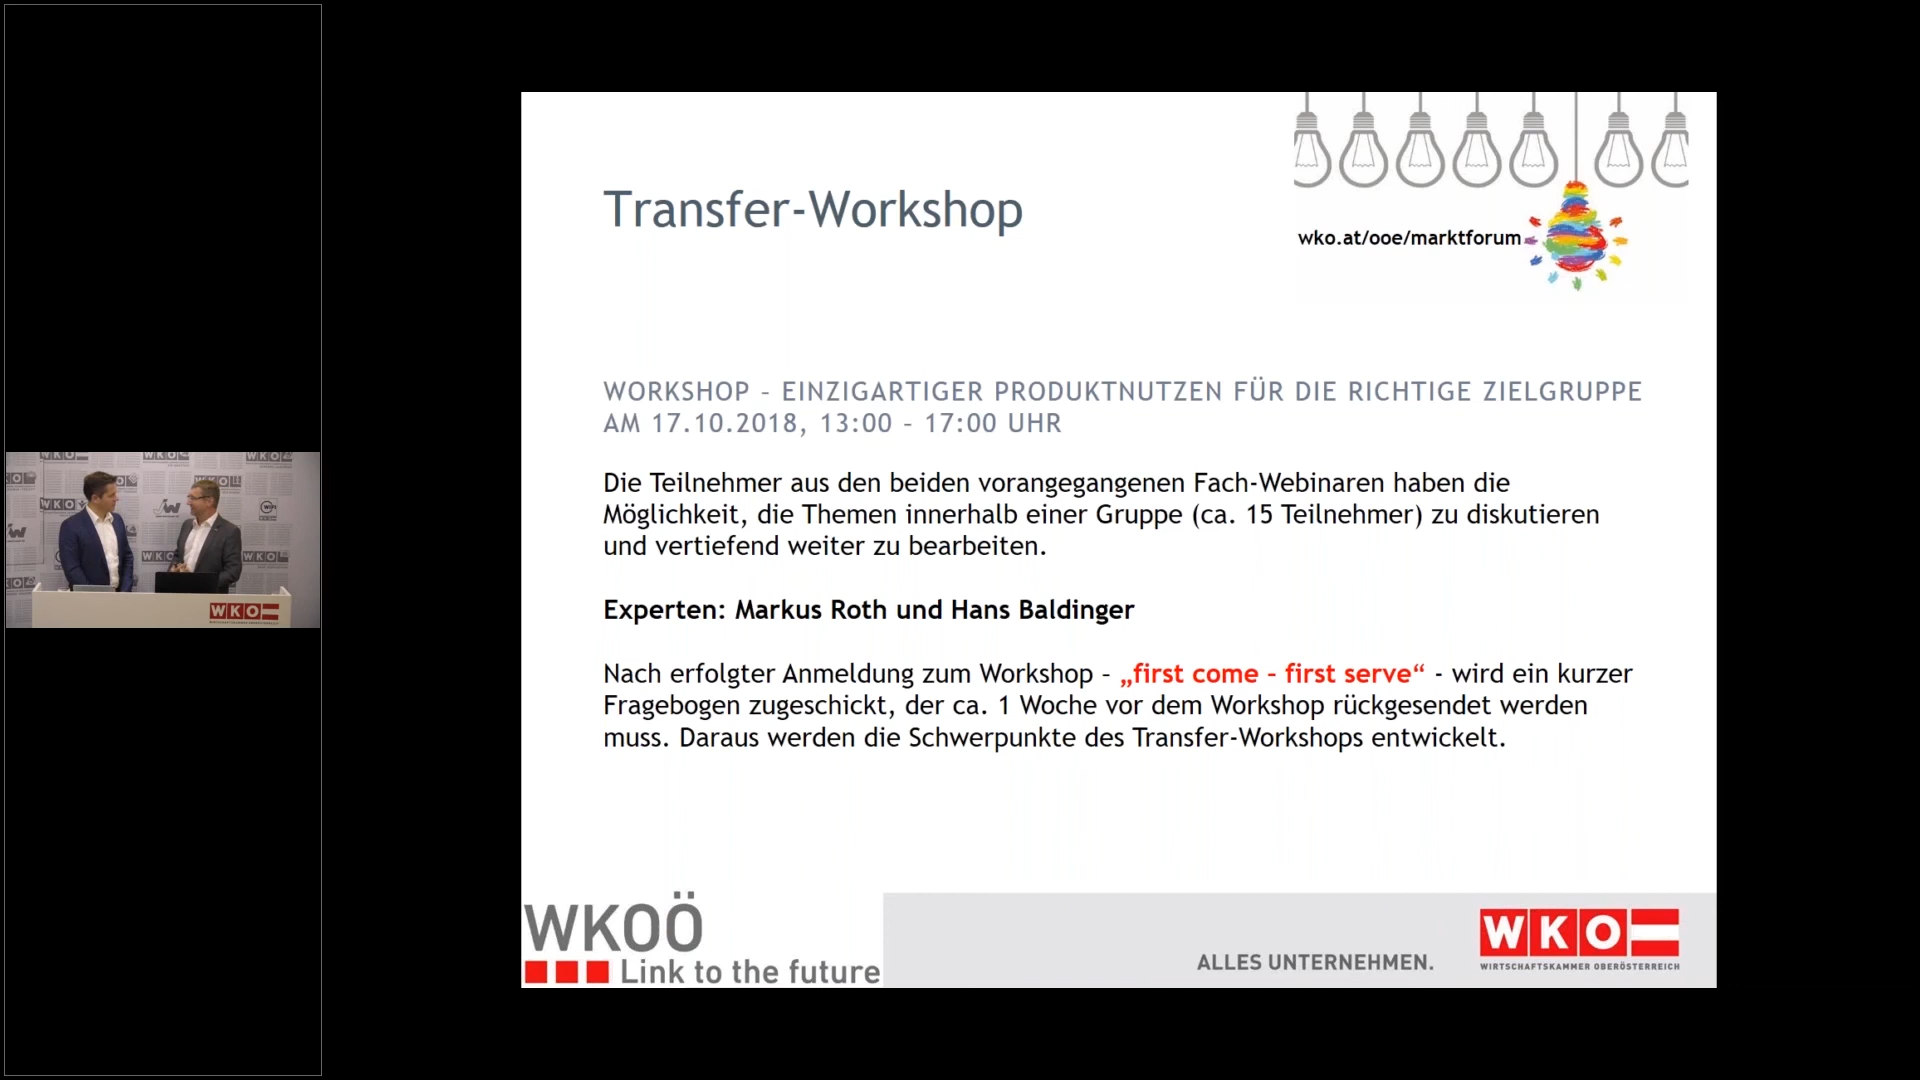 Transfer-Workshop
wko.at/ooe/marktforum
WORKSHOP – EINZIGARTIGER PRODUKTNUTZEN FÜR DIE RICHTIGE ZIELGRUPPE
AM 17.10.2018, 13:00 – 17:00 UHR
Die Teilnehmer aus den beiden vorangegangenen Fach-Webinaren haben die
Möglichkeit, die Themen innerhalb einer Gruppe (ca. 15 Teilnehmer) zu diskutieren
und vertiefend weiter zu bearbeiten.
Experten: Markus Roth und Hans Baldinger
Nach erfolgter Anmeldung zum Workshop – „first come – first serve“ - wird ein kurzer
Fragebogen zugeschickt, der ca. 1 Woche vor dem Workshop rückgesendet werden
muss. Daraus werden die Schwerpunkte des Transfer-Workshops entwickelt.
WKOÖ
Link to the future
ALLES UNTERNEHMEN.
WKO
WIRTSCHAFTSKAMMER OBERÖSTERREICH
WKO